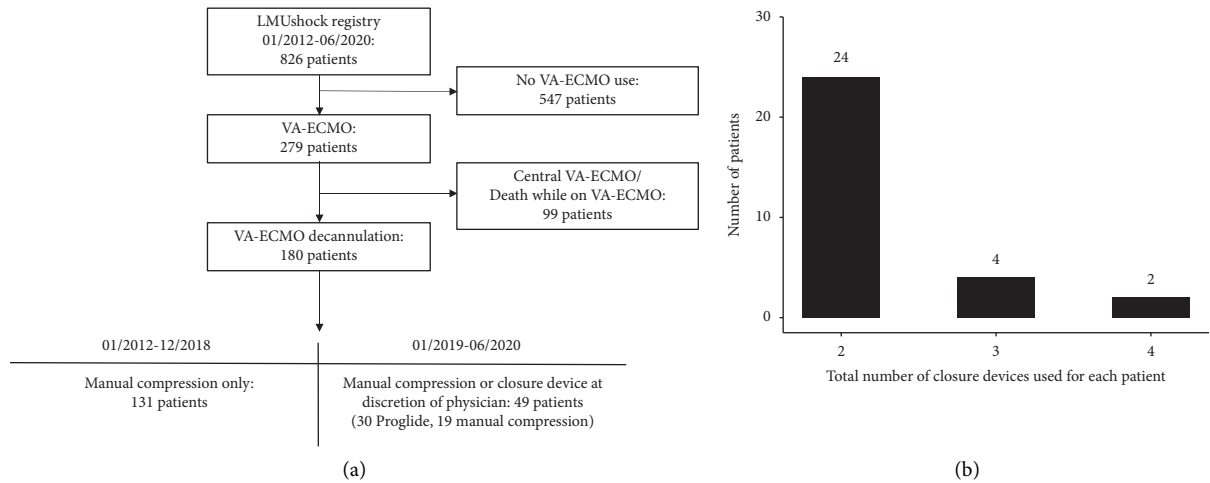 LMUshock registry
01/2012-06/2020:
826 patients
No VA-ECMO use:
547 patients
VA-ECMO:
279 patients
Central VA-ECMO/
Death while on VA-ECMO:
99 patients
VA-ECMO decannulation:
180 patients
01/2012-12/2018
01/2019-06/2020
Manual compression only:
131 patients
Manual compression or closure device at
discretion of physician: 49 patients
(30 Proglide, 19 manual compression)
(a)
30
20
10
0
Number of patients
24
4
2
2
3
4
Total number of closure devices used for each patient
(b)